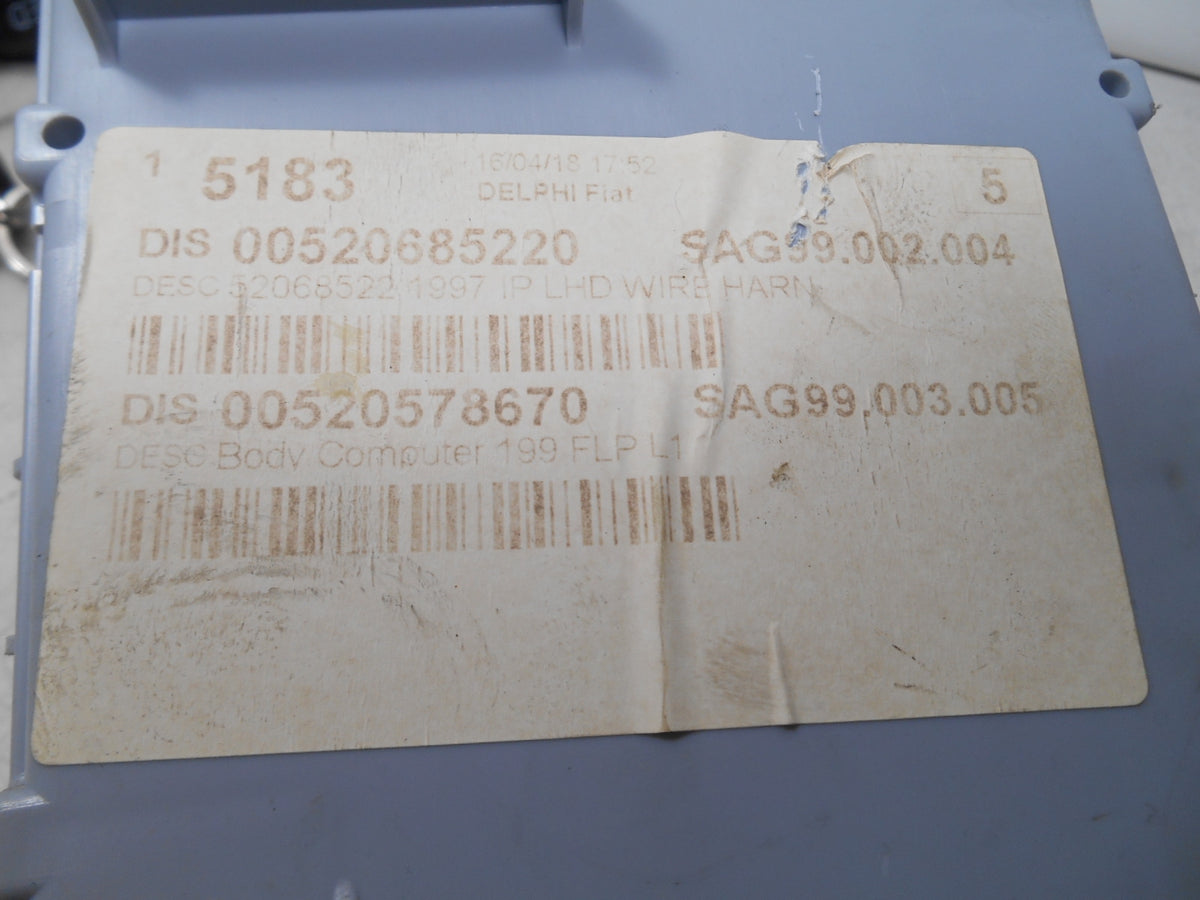 1 5183 16/04/18 17:52 5
DELPHI Fiat
DIS 00520685220 SAG99.002.004
DESC 52068522 1997 IP LHD WIRE HARN
DIS 00520578670 SAG99.003.005
DESC Body Computer 199 FLP L1